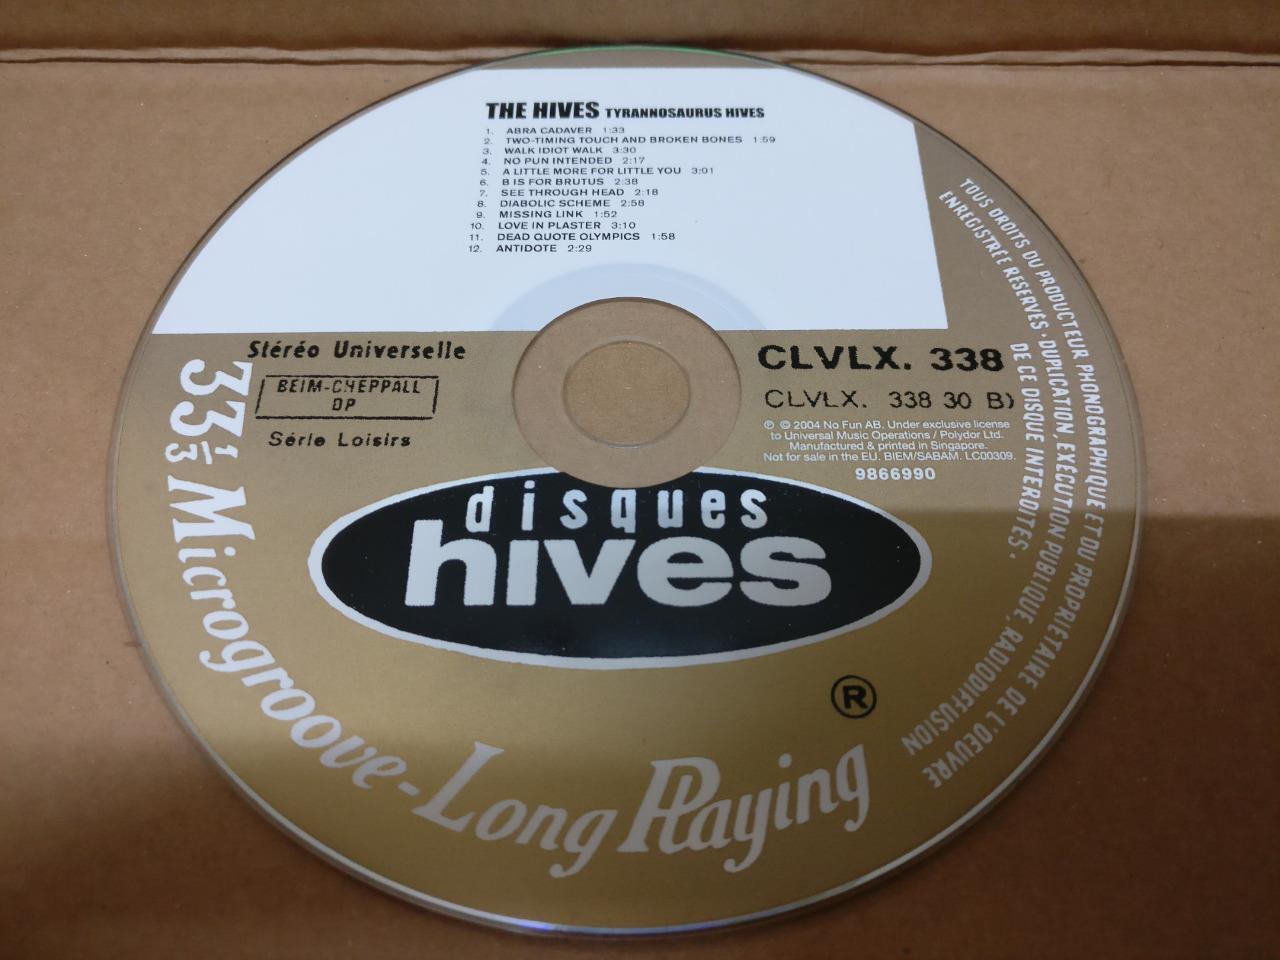 THE HIVES TYRANNOSAURUS HIVES
1. ABRA CADAVER 1:33
2. TWO-TIMING TOUCH AND BROKEN BONES 1:59
3. WALK IDIOT WALK 3:30
4. NO PUN INTENDED 2:17
5. A LITTLE MORE FOR LITTLE YOU 3:01
6. B IS FOR BRUTUS 2:38
7. SEE THROUGH HEAD 2:18
8. DIABOLIC SCHEME 2:58
9. MISSING LINK 1:52
10. LOVE IN PLASTER 3:10
11. DEAD QUOTE OLYMPICS 1:58
12. ANTIDOTE 2:29
Stéréo Universelle
BEIM-CHEPPALL
DP
Série Loisirs
CLVLX. 338
CLVLX. 338 30 B)
℗ © 2004 No Fun AB. Under exclusive license
to Universal Music Operations / Polydor Ltd.
Manufactured & printed in Singapore.
Not for sale in the EU. BIEM/SABAM. LC00309.
9866990
disques
hives
®
33⅓ Microgroove - Long Playing
TOUS DROITS DU PRODUCTEUR PHONOGRAPHIQUE ET DU PROPRIÉTAIRE DE L'OEUVRE
ENREGISTRÉE RESERVÉS · DUPLICATION, EXÉCUTION PUBLIQUE, RADIODIFFUSION
DE CE DISQUE INTERDITES ·